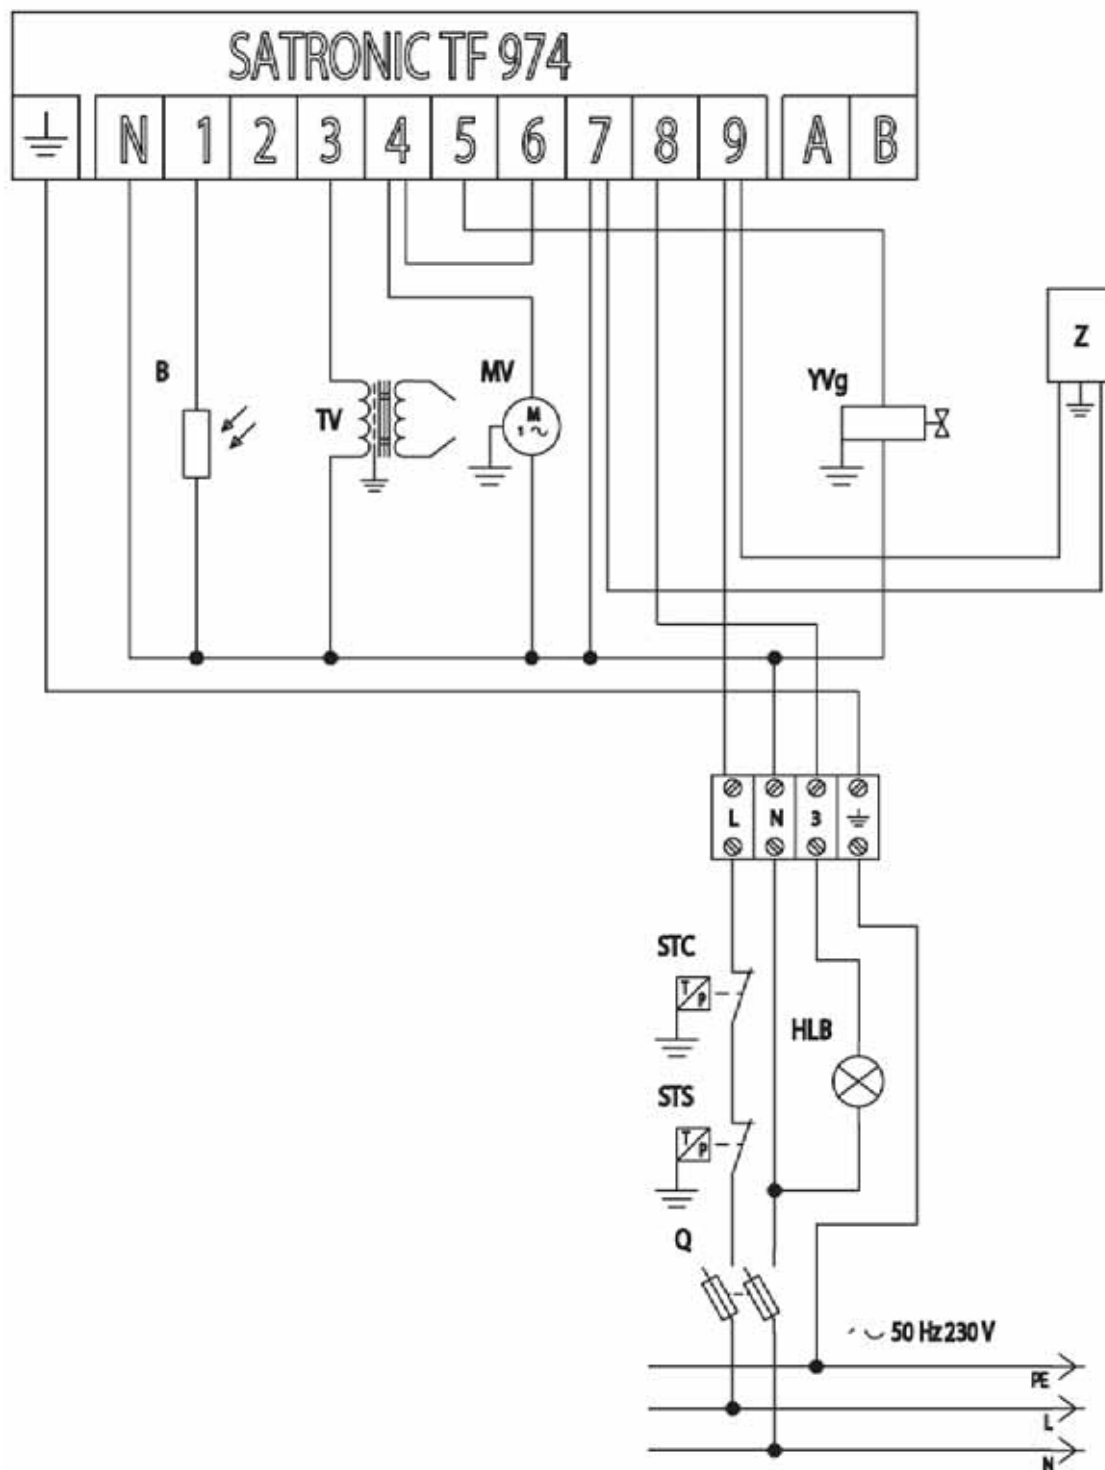 SATRONIC TF 974
N 1 2 3 4 5 6 7 8 9 A B
Z
B
TV
MV
M
1 ~
YVg
L N 3
STC
T/P
HLB
STS
T/P
Q
~ 50 Hz 230 V
PE
L
N